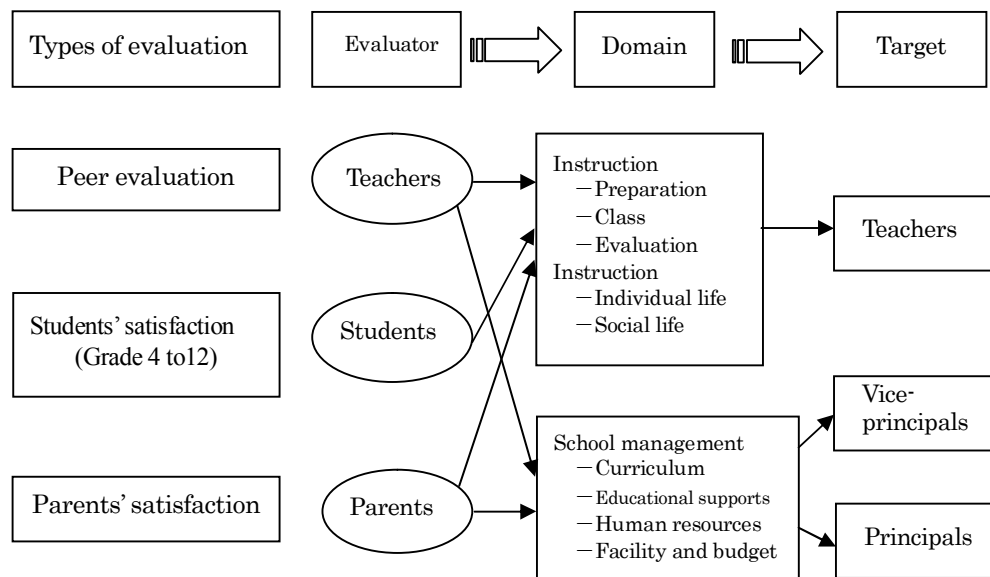 Types of evaluation
Evaluator
Domain
Target
Peer evaluation
Teachers
Instruction
－Preparation
－Class
－Evaluation
Instruction
－Individual life
－Social life
Teachers
Students’ satisfaction
(Grade 4 to12)
Students
Parents’ satisfaction
Parents
School management
－Curriculum
－Educational supports
－Human resources
－Facility and budget
Vice-
principals
Principals